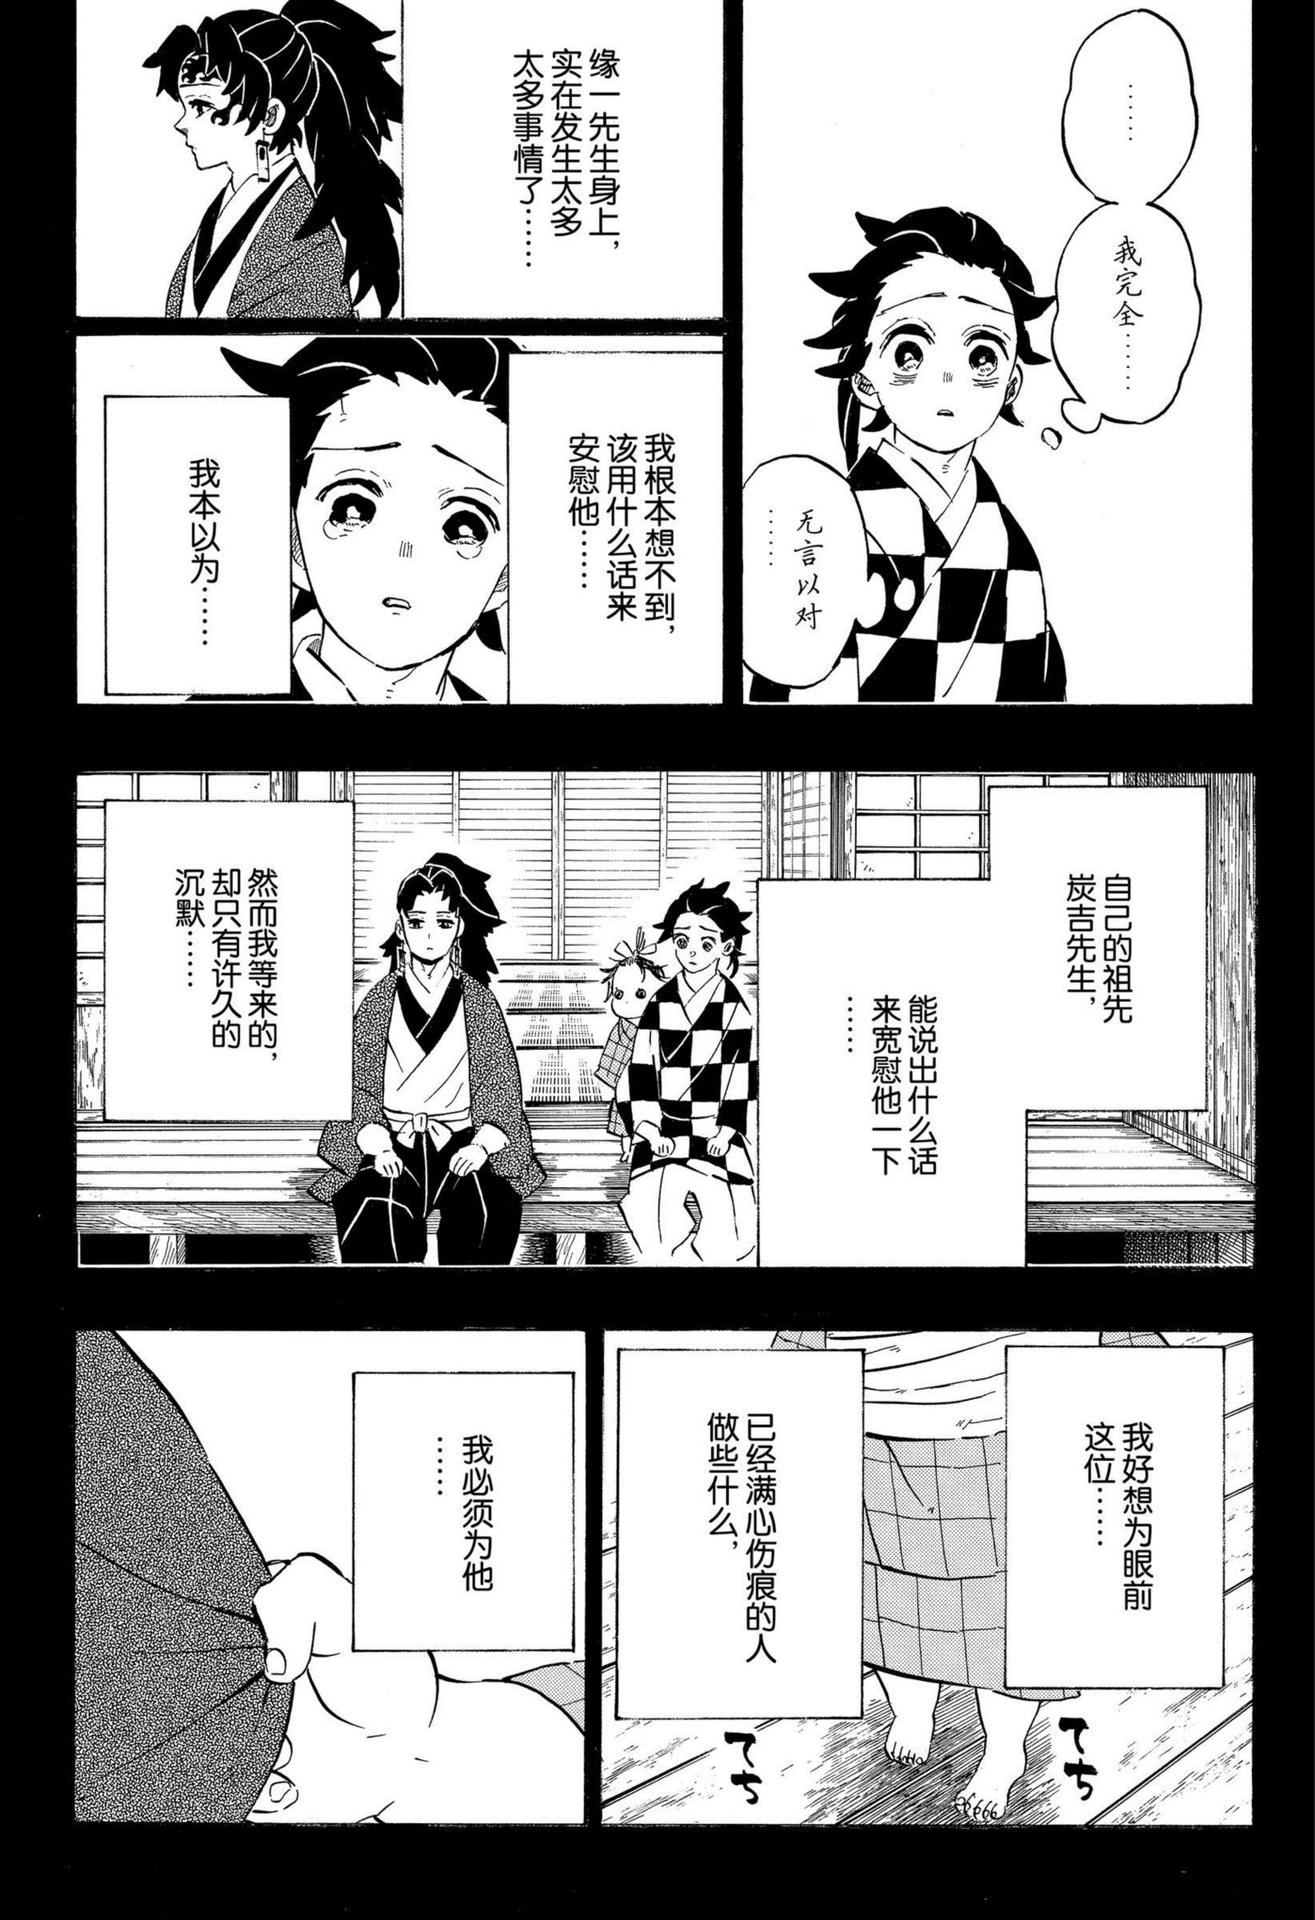 ……
我完全……
无言以对
……
缘一先生身上，
实在发生太多
太多事情了……
我根本想不到，
该用什么话来
安慰他……
我本以为……
自己的祖先
炭吉先生，
能说出什么话
来宽慰他一下
……
然而我等来的，
却只有许久的
沉默……
我好想为眼前
这位……
已经满心伤痕的人
做些什么，
てち
てち
我必须为他
……